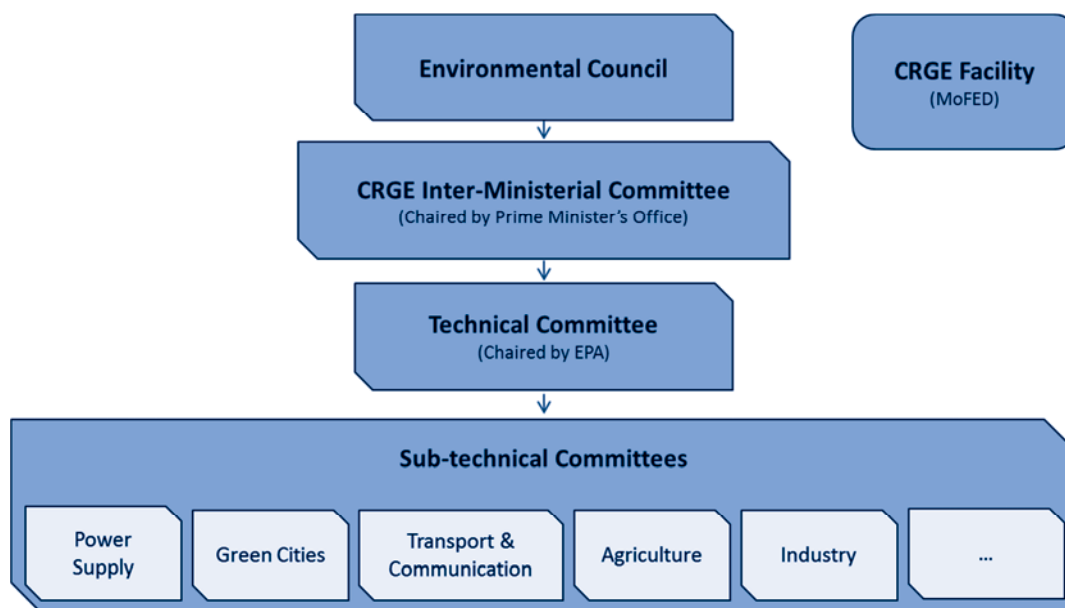 Environmental Council
CRGE Facility
(MoFED)
CRGE Inter-Ministerial Committee
(Chaired by Prime Minister's Office)
Technical Committee
(Chaired by EPA)
Sub-technical Committees
Power
Supply
Green Cities
Transport &
Communication
Agriculture
Industry
...